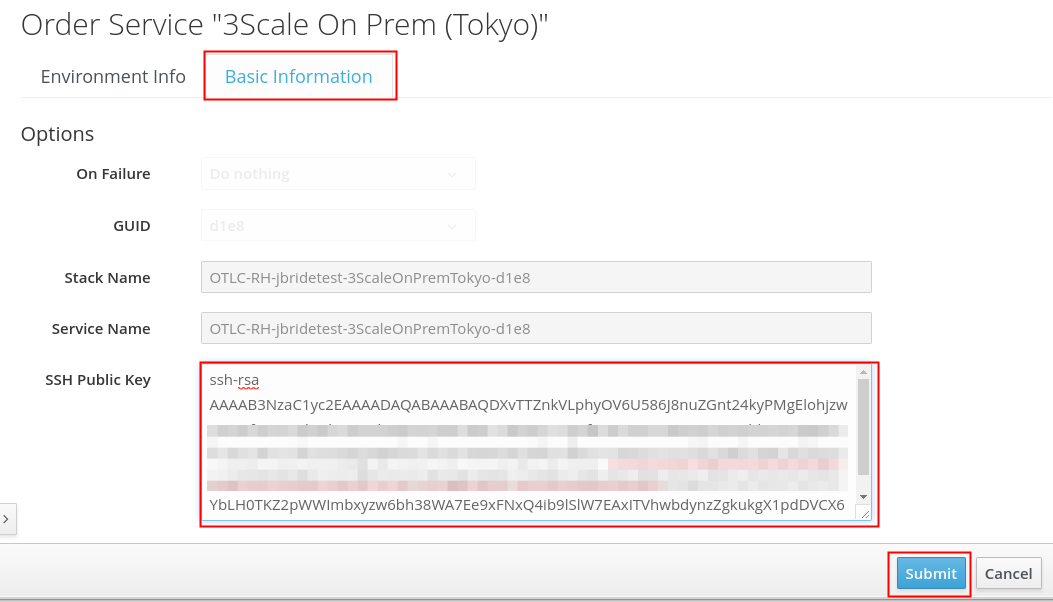 Order Service "3Scale On Prem (Tokyo)"
Environment Info Basic Information
Options
On Failure Do nothing
GUID d1e8
Stack Name OTLC-RH-jbridetest-3ScaleOnPremTokyo-d1e8
Service Name OTLC-RH-jbridetest-3ScaleOnPremTokyo-d1e8
SSH Public Key ssh-rsa
AAAAB3NzaC1yc2EAAAADAQABAAABAQDXvTTZnkVLphyOV6U586J8nuZGnt24kyPMgElohjzw
YbLH0TKZ2pWWImbxyzw6bh38WA7Ee9xFNxQ4ib9lSlW7EAxITVhwbdynzZgkukgX1pdDVCX6
Submit Cancel